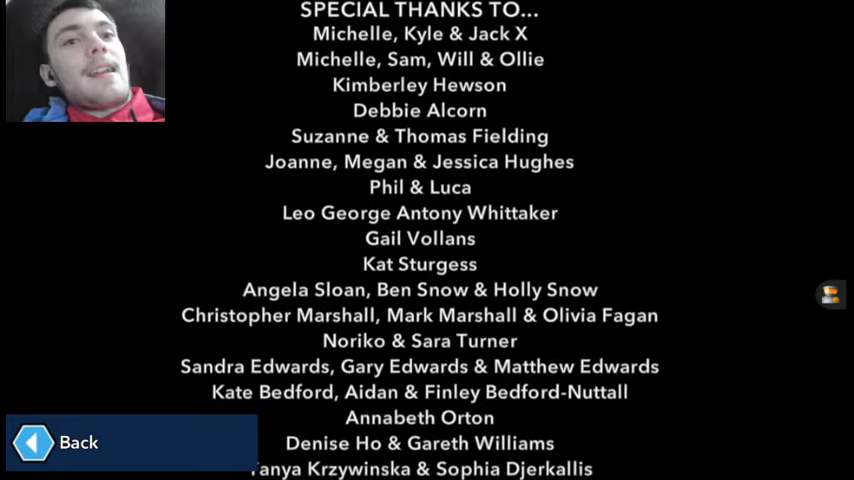 SPECIAL THANKS TO...
Michelle, Kyle & Jack X
Michelle, Sam, Will & Ollie
Kimberley Hewson
Debbie Alcorn
Suzanne & Thomas Fielding
Joanne, Megan & Jessica Hughes
Phil & Luca
Leo George Antony Whittaker
Gail Vollans
Kat Sturgess
Angela Sloan, Ben Snow & Holly Snow
Christopher Marshall, Mark Marshall & Olivia Fagan
Noriko & Sara Turner
Sandra Edwards, Gary Edwards & Matthew Edwards
Kate Bedford, Aidan & Finley Bedford-Nuttall
Annabeth Orton
Back
Denise Ho & Gareth Williams
Tanya Krzywinska & Sophia Djerkallis